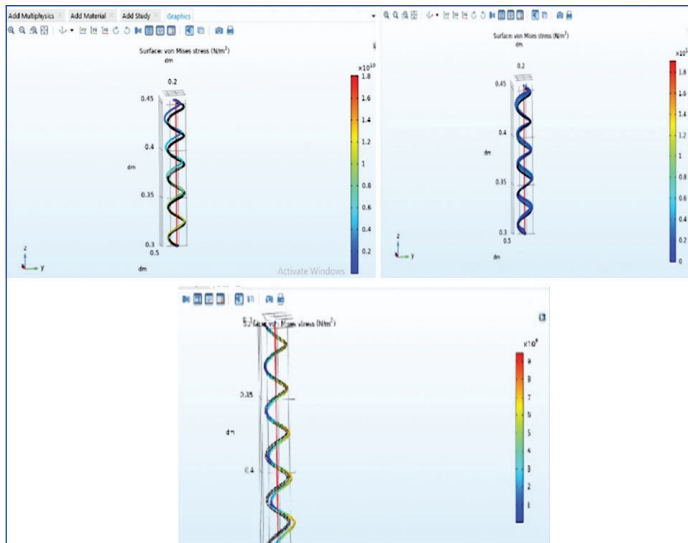 Add Multiphysics Add Material Add Study Graphics
Surface: von Mises stress (N/m²)
dm
0.2
0.45
0.4
dm
0.35
0.3
0.5
dm
z
y
×10¹⁰
1.8
1.6
1.4
1.2
1
0.8
0.6
0.4
0.2
Activate Windows
Surface: von Mises stress (N/m²)
dm
0.2
0.45
0.4
dm
0.35
0.3
0.5
dm
z
y
1.8
1.6
1.4
1.2
1
0.8
0.6
0.4
0.2
0
von Mises stress (N/m²)
0.35
dm
0.4
9
8
7
6
5
4
3
2
1